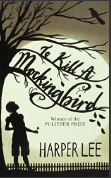 To Kill A
Mockingbird
Winner of the
PULITZER PRIZE
HARPER LEE